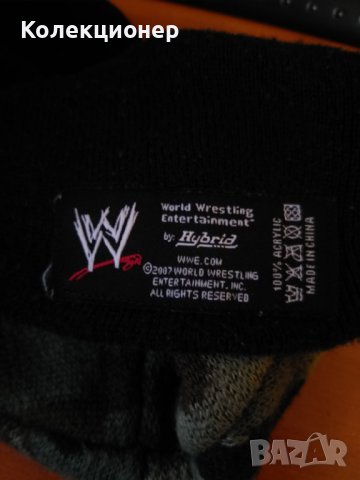 Колекционер
World Wrestling
Entertainment™
by: Hybrid
WWE.COM
©2007 WORLD WRESTLING
ENTERTAINMENT, INC.
ALL RIGHTS RESERVED
100% ACRYLIC
MADE IN CHINA
W
BAZAR